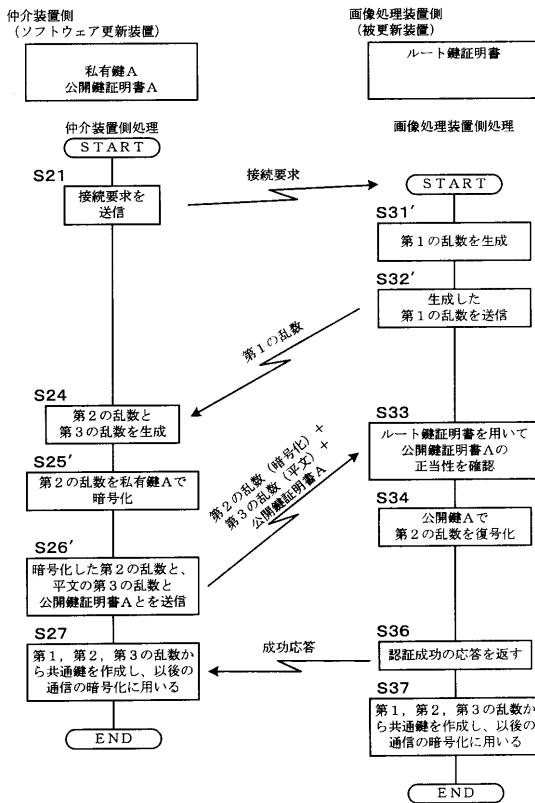 仲介装置側
(ソフトウェア更新装置)
私有鍵A
公開鍵証明書A
画像処理装置側
(被更新装置)
ルート鍵証明書
仲介装置側処理
START
画像処理装置側処理
START
S21
接続要求を
送信
接続要求
S31′
第1の乱数を生成
S32′
生成した
第1の乱数を送信
第1の乱数
S24
第2の乱数と
第3の乱数を生成
S25′
第2の乱数を私有鍵Aで
暗号化
S26′
暗号化した第2の乱数と、
平文の第3の乱数と
公開鍵証明書Aとを送信
第2の乱数(暗号化)+
第3の乱数(平文)+
公開鍵証明書A
S33
ルート鍵証明書を用いて
公開鍵証明書Aの
正当性を確認
S34
公開鍵Aで
第2の乱数を復号化
S36
認証成功の応答を返す
成功応答
S27
第1,第2,第3の乱数か
ら共通鍵を作成し、以後の
通信の暗号化に用いる
END
S37
第1,第2,第3の乱数か
ら共通鍵を作成し、以後の
通信の暗号化に用いる
END